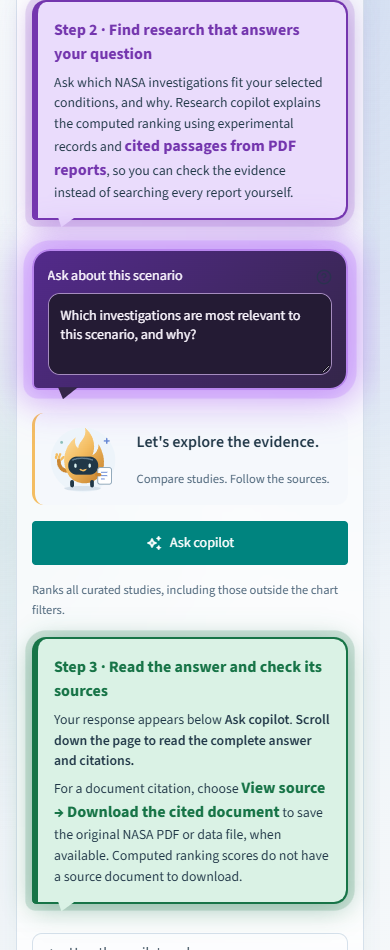 Step 2 · Find research that answers
your question
Ask which NASA investigations fit your selected
conditions, and why. Research copilot explains
the computed ranking using experimental
records and cited passages from PDF
reports, so you can check the evidence
instead of searching every report yourself.
Ask about this scenario
Which investigations are most relevant to
this scenario, and why?
Let's explore the evidence.
Compare studies. Follow the sources.
Ask copilot
Ranks all curated studies, including those outside the chart
filters.
Step 3 · Read the answer and check its
sources
Your response appears below Ask copilot. Scroll
down the page to read the complete answer
and citations.
For a document citation, choose View source
→ Download the cited document to save
the original NASA PDF or data file, when
available. Computed ranking scores do not have
a source document to download.